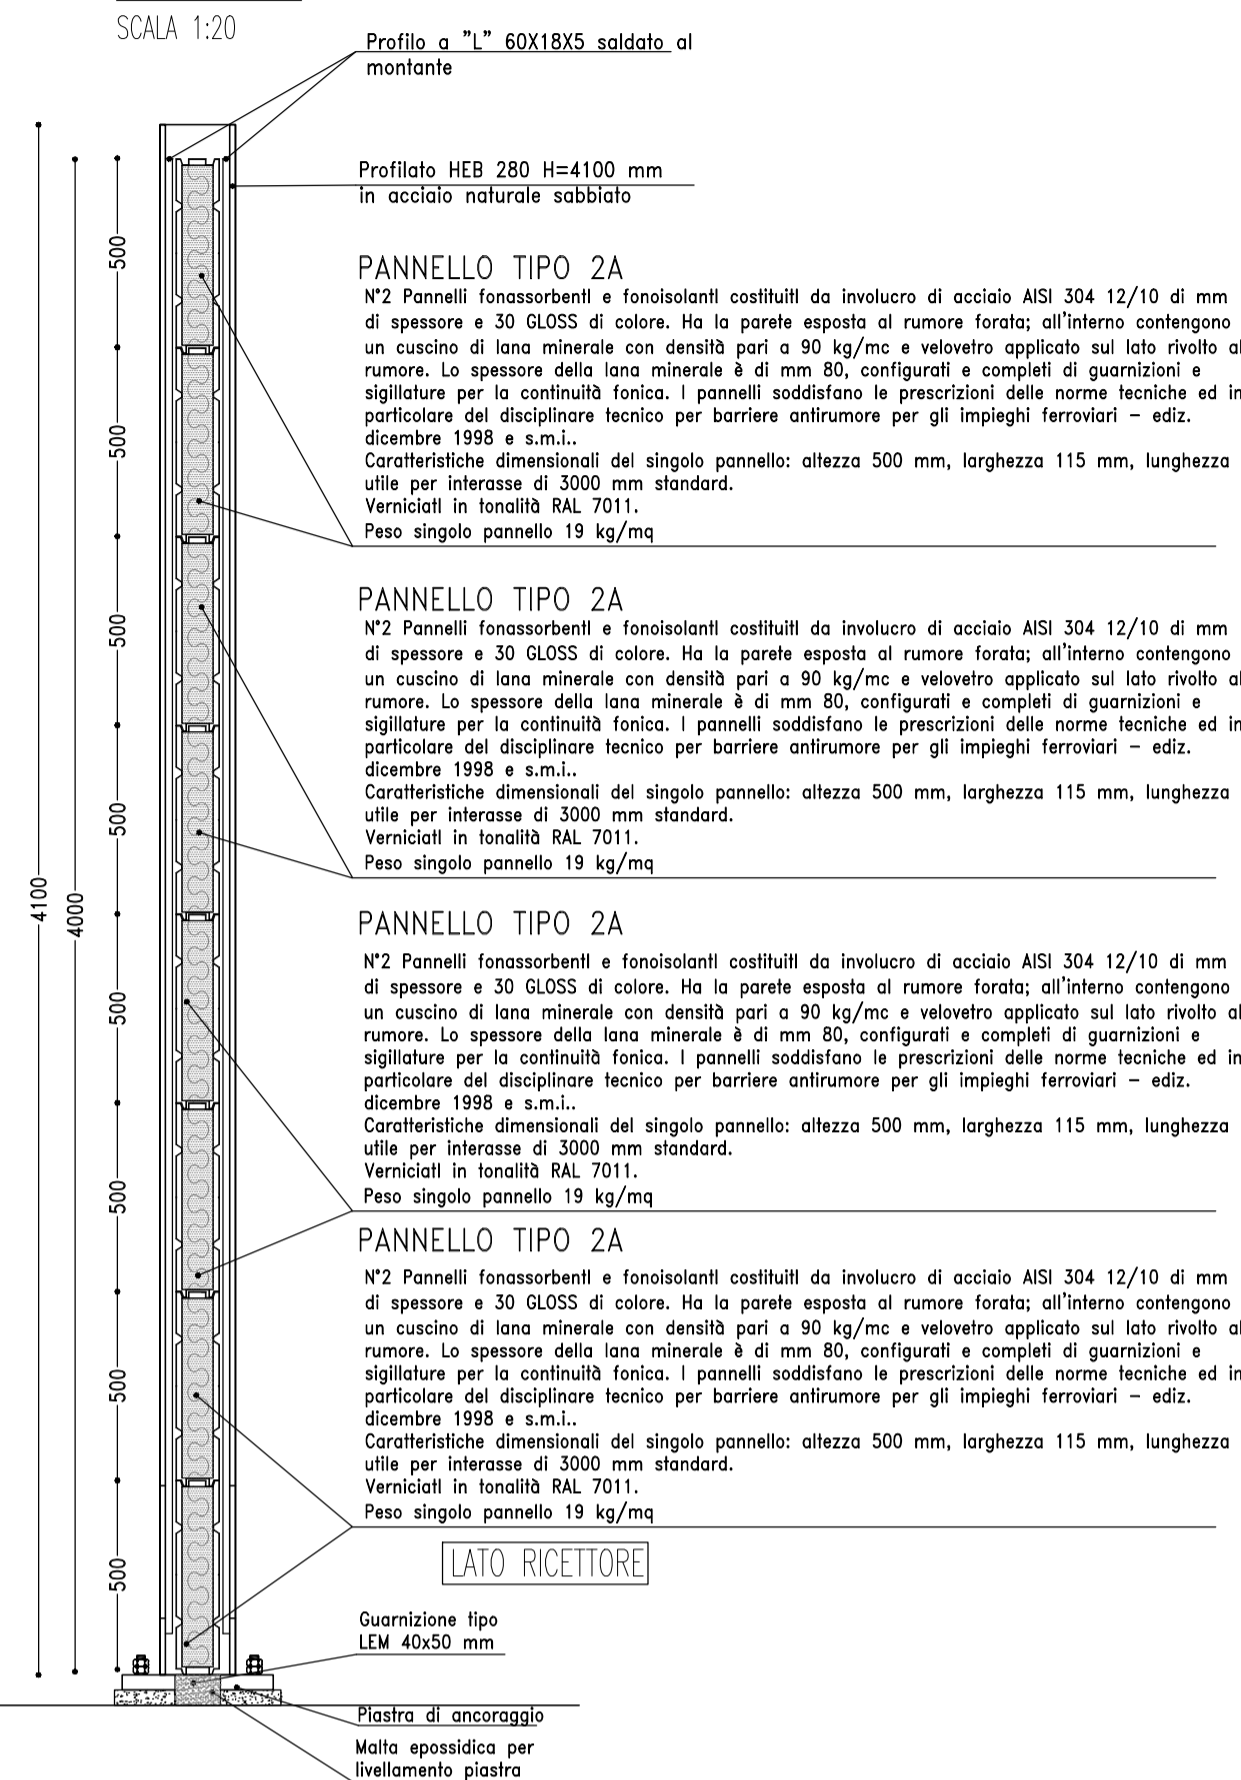 SCALA 1:20
Profilo a "L" 60X18X5 saldato al
montante
Profilato HEB 280 H=4100 mm
in acciaio naturale sabbiato
PANNELLO TIPO 2A
N°2 Pannelli fonassorbenti e fonoisolanti costituiti da involucro di acciaio AISI 304 12/10 di mm
di spessore e 30 GLOSS di colore. Ha la parete esposta al rumore forata; all'interno contengono
un cuscino di lana minerale con densità pari a 90 kg/mc e velovetro applicato sul lato rivolto al
rumore. Lo spessore della lana minerale è di mm 80, configurati e completi di guarnizioni e
sigillature per la continuità fonica. I pannelli soddisfano le prescrizioni delle norme tecniche ed in
particolare del disciplinare tecnico per barriere antirumore per gli impieghi ferroviari – ediz.
dicembre 1998 e s.m.i..
Caratteristiche dimensionali del singolo pannello: altezza 500 mm, larghezza 115 mm, lunghezza
utile per interasse di 3000 mm standard.
Verniciati in tonalità RAL 7011.
Peso singolo pannello 19 kg/mq
PANNELLO TIPO 2A
N°2 Pannelli fonassorbenti e fonoisolanti costituiti da involucro di acciaio AISI 304 12/10 di mm
di spessore e 30 GLOSS di colore. Ha la parete esposta al rumore forata; all'interno contengono
un cuscino di lana minerale con densità pari a 90 kg/mc e velovetro applicato sul lato rivolto al
rumore. Lo spessore della lana minerale è di mm 80, configurati e completi di guarnizioni e
sigillature per la continuità fonica. I pannelli soddisfano le prescrizioni delle norme tecniche ed in
particolare del disciplinare tecnico per barriere antirumore per gli impieghi ferroviari – ediz.
dicembre 1998 e s.m.i..
Caratteristiche dimensionali del singolo pannello: altezza 500 mm, larghezza 115 mm, lunghezza
utile per interasse di 3000 mm standard.
Verniciati in tonalità RAL 7011.
Peso singolo pannello 19 kg/mq
PANNELLO TIPO 2A
N°2 Pannelli fonassorbenti e fonoisolanti costituiti da involucro di acciaio AISI 304 12/10 di mm
di spessore e 30 GLOSS di colore. Ha la parete esposta al rumore forata; all'interno contengono
un cuscino di lana minerale con densità pari a 90 kg/mc e velovetro applicato sul lato rivolto al
rumore. Lo spessore della lana minerale è di mm 80, configurati e completi di guarnizioni e
sigillature per la continuità fonica. I pannelli soddisfano le prescrizioni delle norme tecniche ed in
particolare del disciplinare tecnico per barriere antirumore per gli impieghi ferroviari – ediz.
dicembre 1998 e s.m.i..
Caratteristiche dimensionali del singolo pannello: altezza 500 mm, larghezza 115 mm, lunghezza
utile per interasse di 3000 mm standard.
Verniciati in tonalità RAL 7011.
Peso singolo pannello 19 kg/mq
PANNELLO TIPO 2A
N°2 Pannelli fonassorbenti e fonoisolanti costituiti da involucro di acciaio AISI 304 12/10 di mm
di spessore e 30 GLOSS di colore. Ha la parete esposta al rumore forata; all'interno contengono
un cuscino di lana minerale con densità pari a 90 kg/mc e velovetro applicato sul lato rivolto al
rumore. Lo spessore della lana minerale è di mm 80, configurati e completi di guarnizioni e
sigillature per la continuità fonica. I pannelli soddisfano le prescrizioni delle norme tecniche ed in
particolare del disciplinare tecnico per barriere antirumore per gli impieghi ferroviari – ediz.
dicembre 1998 e s.m.i..
Caratteristiche dimensionali del singolo pannello: altezza 500 mm, larghezza 115 mm, lunghezza
utile per interasse di 3000 mm standard.
Verniciati in tonalità RAL 7011.
Peso singolo pannello 19 kg/mq
LATO RICETTORE
Guarnizione tipo
LEM 40x50 mm
Piastra di ancoraggio
Malta epossidica per
livellamento piastra
4100
4000
500
500
500
500
500
500
500
500